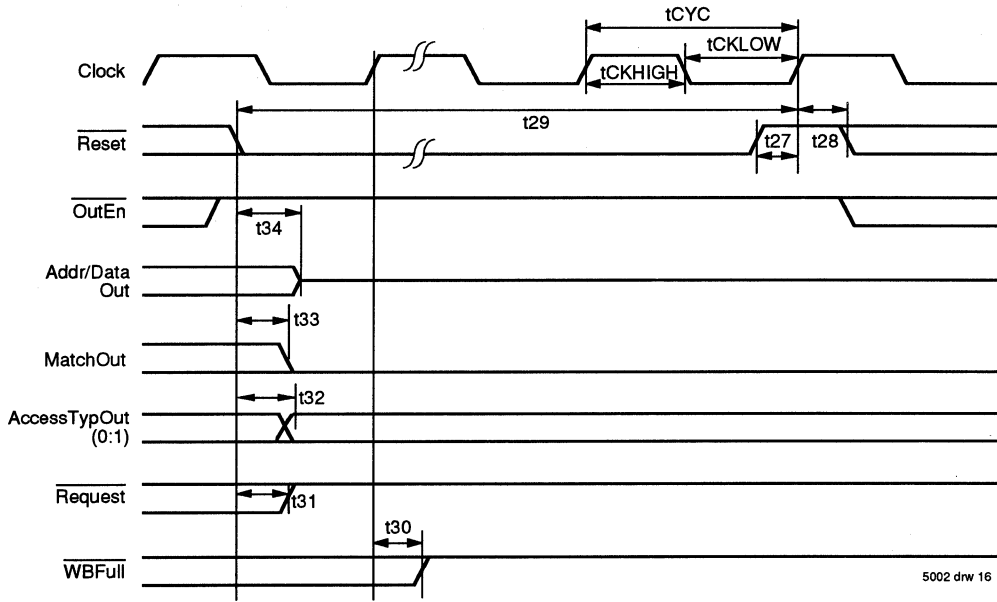 tCYC
tCKLOW
Clock
tCKHIGH
t29
Reset
t27
t28
OutEn
t34
Addr/Data
Out
t33
MatchOut
t32
AccessTypOut
(0:1)
Request
t31
t30
WBFull
5002 drw 16